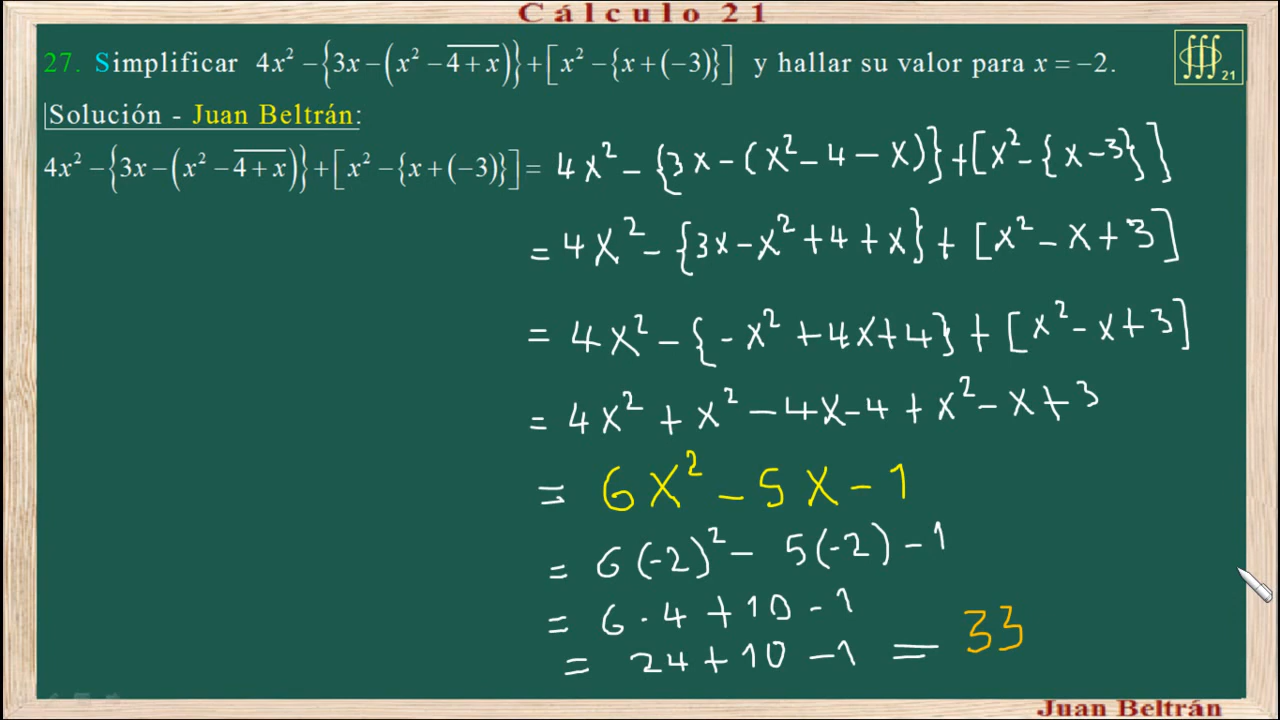 Cálculo 21
27. Simplificar 4x² − {3x − (x² − 4 + x̅)} + [x² − {x + (−3)}] y hallar su valor para x = −2.
21
Solución - Juan Beltrán:
4x² − {3x − (x² − 4 + x̅)} + [x² − {x + (−3)}] = 4x² − {3x − (x² − 4 − x)} + [x² − {x − 3}]
= 4x² − {3x − x² + 4 + x} + [x² − x + 3]
= 4x² − {-x² + 4x + 4} + [x² − x + 3]
= 4x² + x² − 4x − 4 + x² − x + 3
= 6x² − 5x − 1
= 6(-2)² − 5(-2) − 1
= 6 · 4 + 10 − 1
= 24 + 10 − 1 = 33
Juan Beltrán